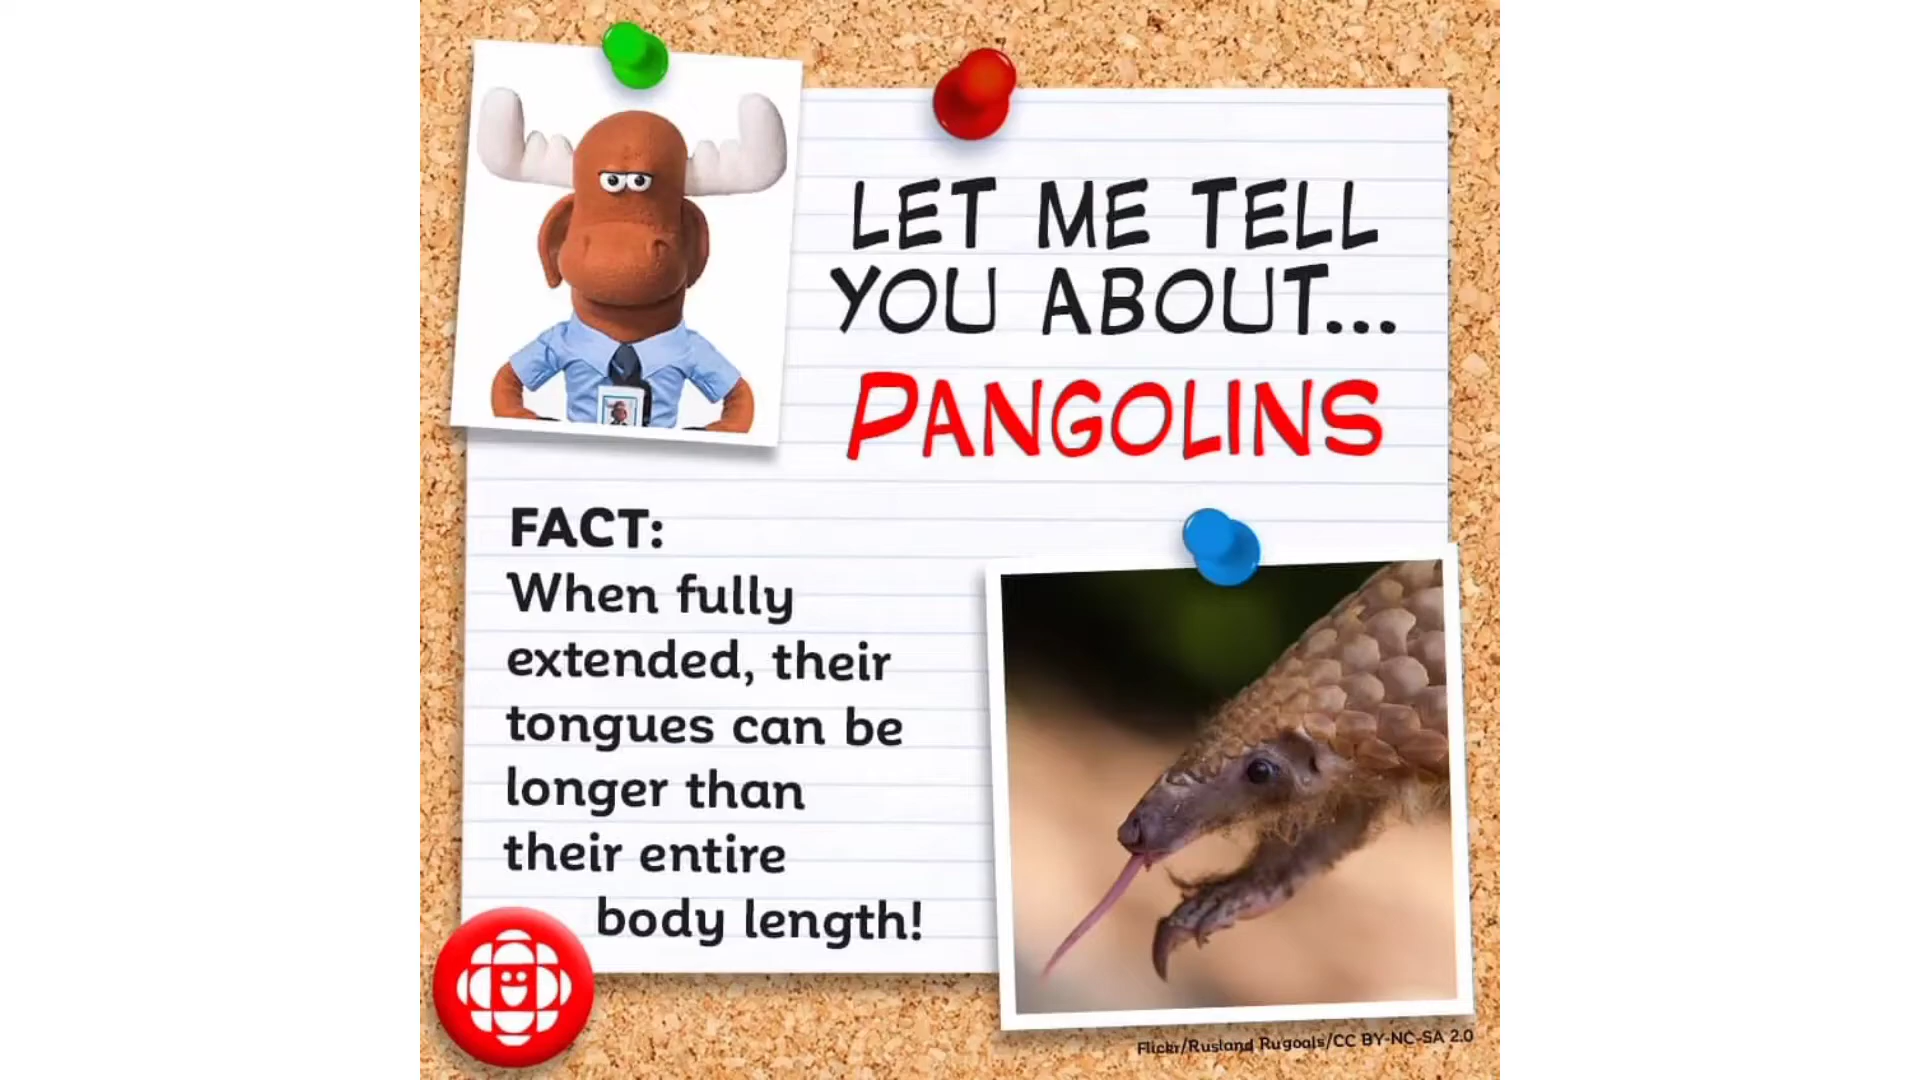 LET ME TELL
YOU ABOUT...
PANGOLINS
FACT:
When fully
extended, their
tongues can be
longer than
their entire
body length!
Flickr/Rusland Rugoals/CC BY-NC-SA 2.0